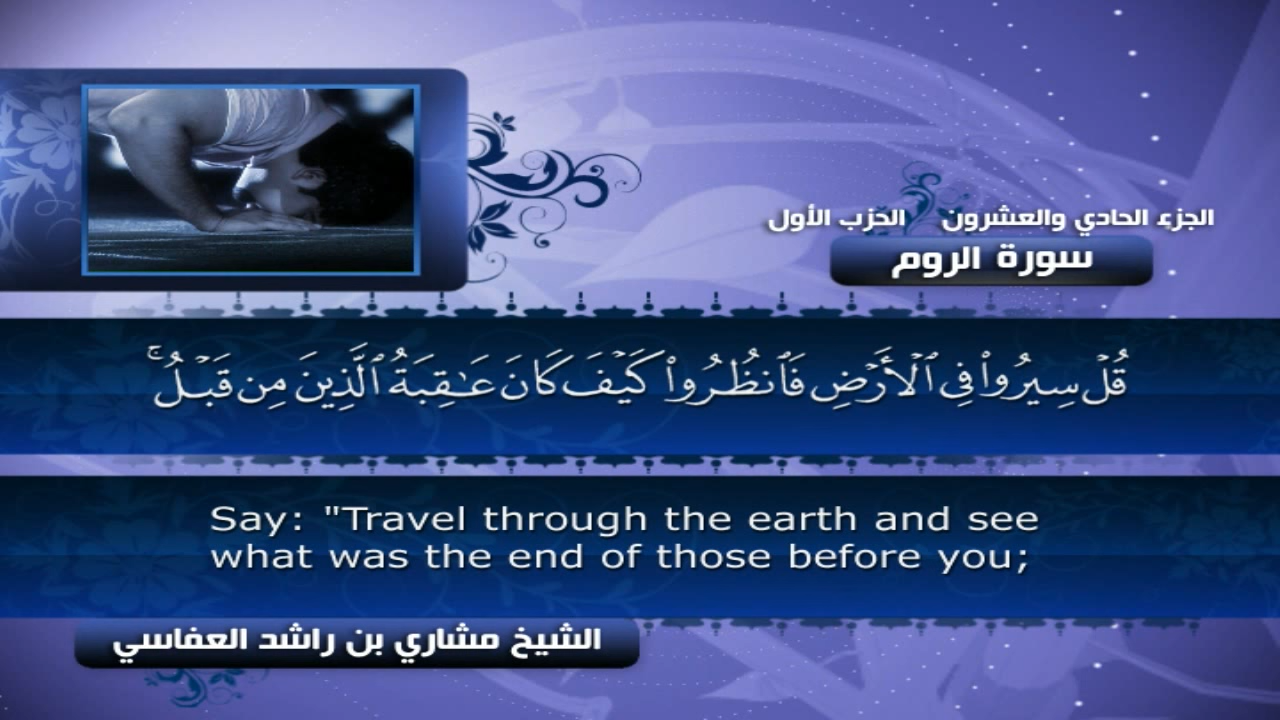 الجزء الحادي والعشرون الحزب الأول
سورة الروم
قُلْ سِيرُوا۟ فِى ٱلْأَرْضِ فَٱنظُرُوا۟ كَيْفَ كَانَ عَـٰقِبَةُ ٱلَّذِينَ مِن قَبْلُ ۚ
Say: "Travel through the earth and see
what was the end of those before you;
الشيخ مشاري بن راشد العفاسي